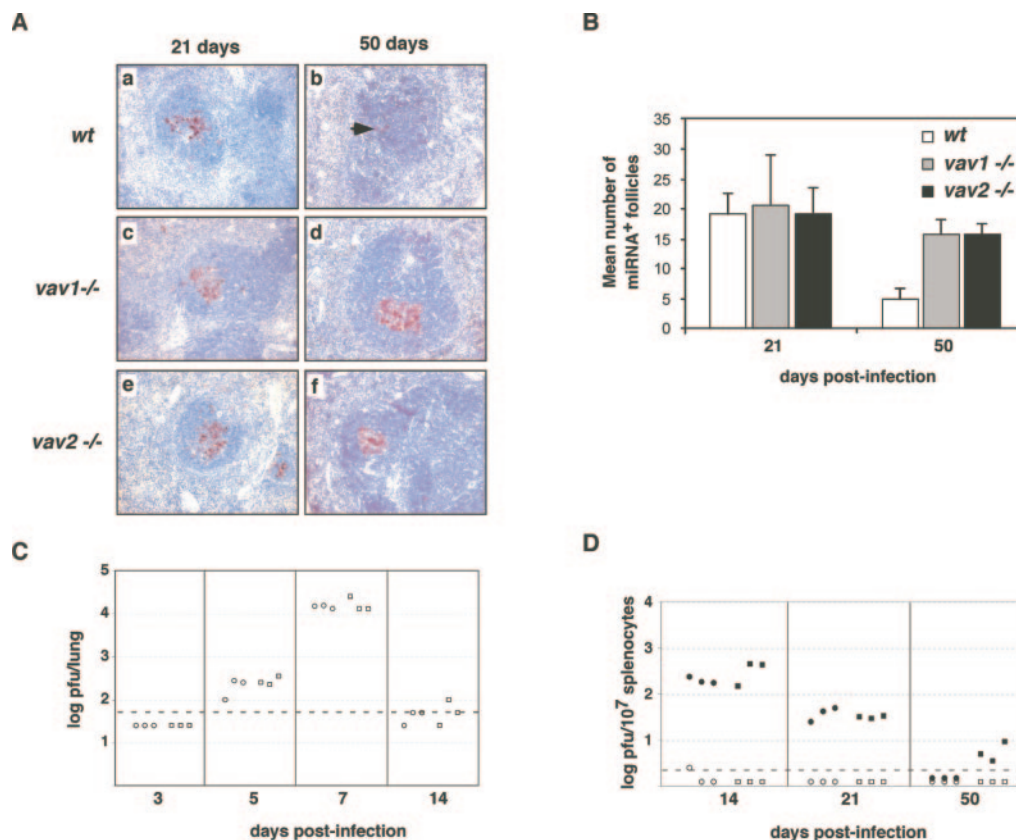 A
21 days
50 days
a
b
wt
c
d
vav1-/-
e
f
vav2 -/-
B
Mean number of
miRNA+ follicles
35
30
25
20
15
10
5
0
wt
vav1 -/-
vav2 -/-
21
50
days post-infection
C
log pfu/lung
5
4
3
2
1
3
5
7
14
days post-infection
D
log pfu/10⁷ splenocytes
4
3
2
1
14
21
50
days post-infection